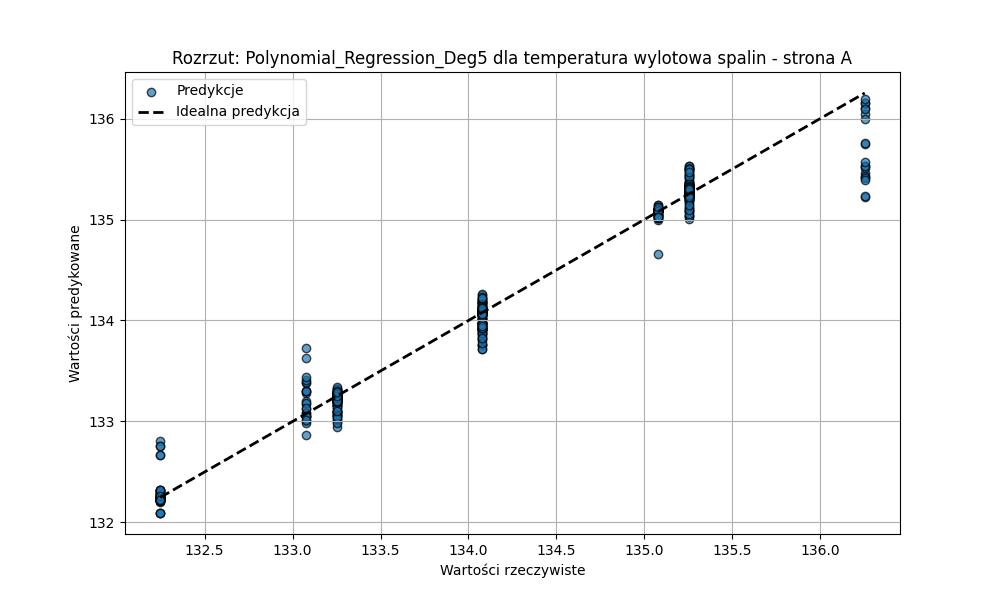 Rozrzut: Polynomial_Regression_Deg5 dla temperatura wylotowa spalin - strona A
Predykcje
Idealna predykcja
Wartości predykowane
136
135
134
133
132
132.5 133.0 133.5 134.0 134.5 135.0 135.5 136.0
Wartości rzeczywiste